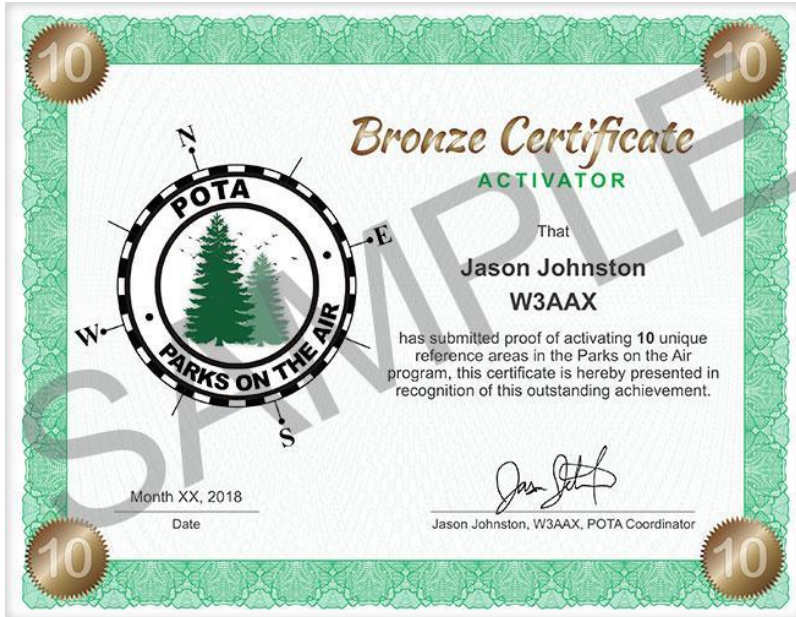 10
10
Bronze Certificate
ACTIVATOR
N
POTA
E
W
PARKS ON THE AIR
S
That
Jason Johnston
W3AAX
has submitted proof of activating 10 unique
reference areas in the Parks on the Air
program, this certificate is hereby presented in
recognition of this outstanding achievement.
SAMPLE
Month XX, 2018
Date
Jason Johnston, W3AAX, POTA Coordinator
10
10